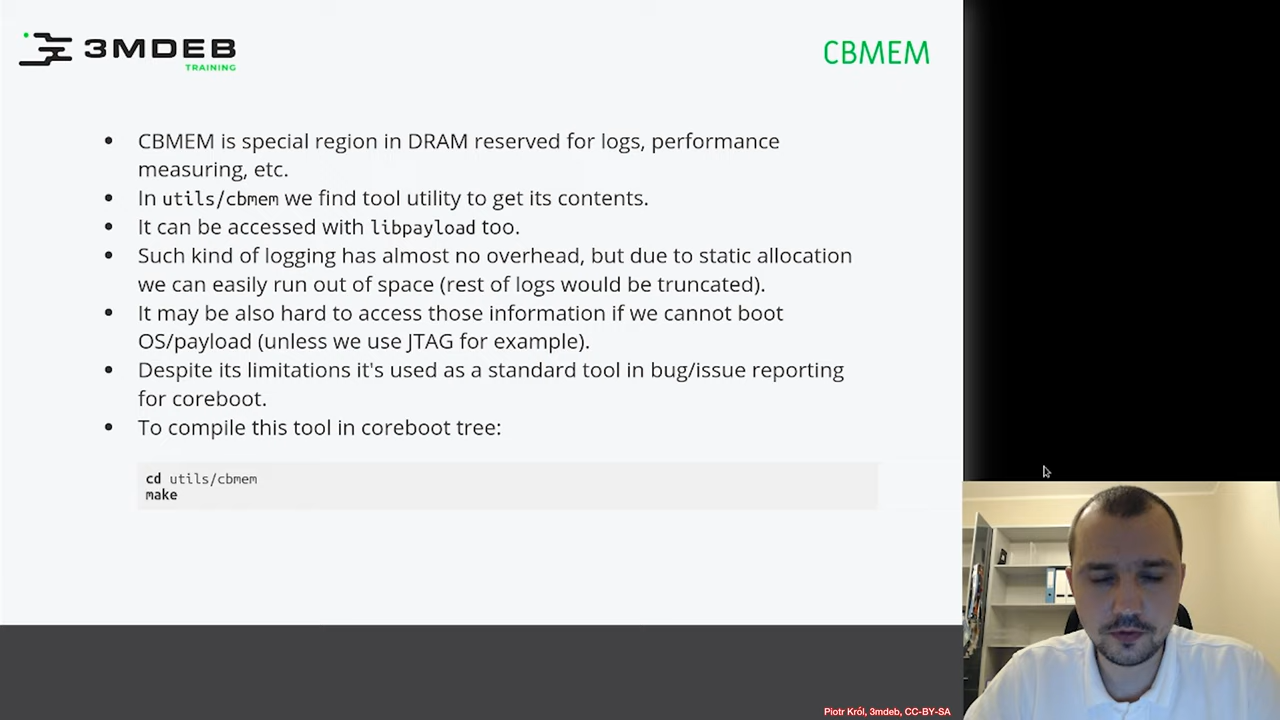 3MDEB
TRAINING
CBMEM
• CBMEM is special region in DRAM reserved for logs, performance
measuring, etc.
• In utils/cbmem we find tool utility to get its contents.
• It can be accessed with libpayload too.
• Such kind of logging has almost no overhead, but due to static allocation
we can easily run out of space (rest of logs would be truncated).
• It may be also hard to access those information if we cannot boot
OS/payload (unless we use JTAG for example).
• Despite its limitations it's used as a standard tool in bug/issue reporting
for coreboot.
• To compile this tool in coreboot tree:
cd utils/cbmem
make
Piotr Król, 3mdeb, CC-BY-SA